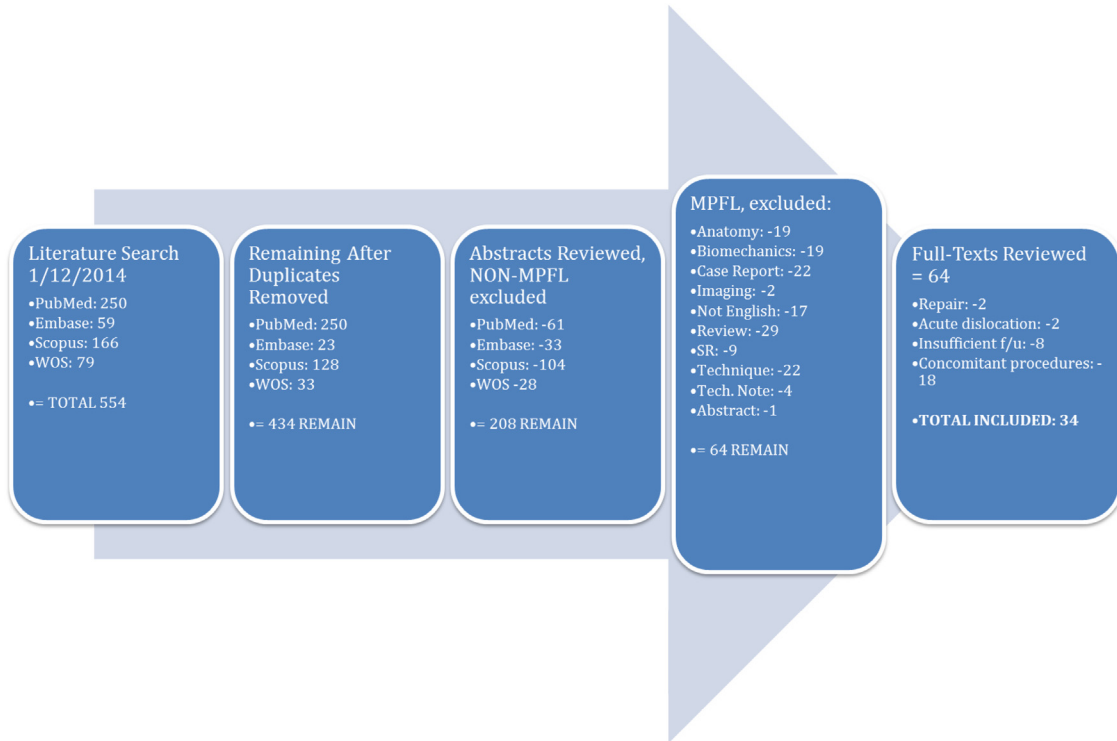 Literature Search
1/12/2014
•PubMed: 250
•Embase: 59
•Scopus: 166
•WOS: 79
•= TOTAL 554
Remaining After
Duplicates
Removed
•PubMed: 250
•Embase: 23
•Scopus: 128
•WOS: 33
•= 434 REMAIN
Abstracts Reviewed,
NON-MPFL
excluded
•PubMed: -61
•Embase: -33
•Scopus: -104
•WOS -28
•= 208 REMAIN
MPFL, excluded:
•Anatomy: -19
•Biomechanics: -19
•Case Report: -22
•Imaging: -2
•Not English: -17
•Review: -29
•SR: -9
•Technique: -22
•Tech. Note: -4
•Abstract: -1
•= 64 REMAIN
Full-Texts Reviewed
= 64
•Repair: -2
•Acute dislocation: -2
•Insufficient f/u: -8
•Concomitant procedures: -
18
•TOTAL INCLUDED: 34